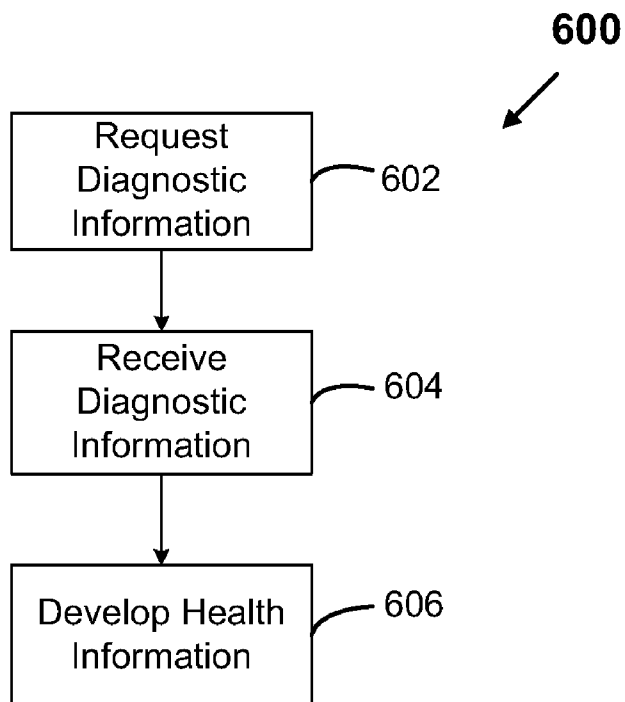 600
Request
Diagnostic
Information
602
Receive
Diagnostic
Information
604
Develop Health
Information
606